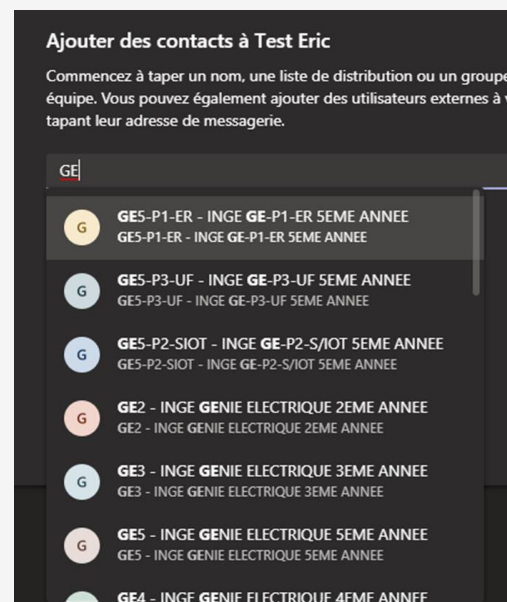 Ajouter des contacts à Test Eric
Commencez à taper un nom, une liste de distribution ou un groupe
équipe. Vous pouvez également ajouter des utilisateurs externes à
tapant leur adresse de messagerie.
GE
G
GE5-P1-ER - INGE GE-P1-ER 5EME ANNEE
GE5-P1-ER - INGE GE-P1-ER 5EME ANNEE
G
GE5-P3-UF - INGE GE-P3-UF 5EME ANNEE
GE5-P3-UF - INGE GE-P3-UF 5EME ANNEE
G
GE5-P2-SIOT - INGE GE-P2-S/IOT 5EME ANNEE
GE5-P2-SIOT - INGE GE-P2-S/IOT 5EME ANNEE
G
GE2 - INGE GENIE ELECTRIQUE 2EME ANNEE
GE2 - INGE GENIE ELECTRIQUE 2EME ANNEE
G
GE3 - INGE GENIE ELECTRIQUE 3EME ANNEE
GE3 - INGE GENIE ELECTRIQUE 3EME ANNEE
G
GE5 - INGE GENIE ELECTRIQUE 5EME ANNEE
GE5 - INGE GENIE ELECTRIQUE 5EME ANNEE
GE4 - INGE GENIE ELECTRIQUE 4EME ANNEE